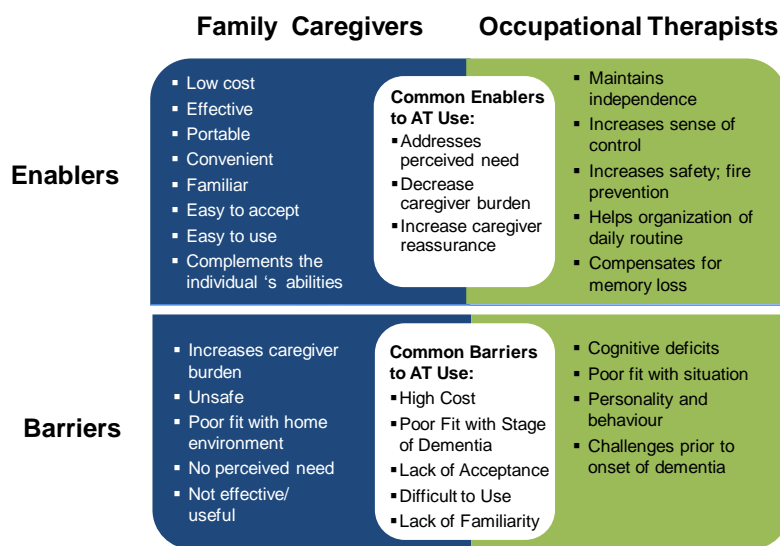 Family Caregivers
Occupational Therapists
Enablers
▪ Low cost
▪ Effective
▪ Portable
▪ Convenient
▪ Familiar
▪ Easy to accept
▪ Easy to use
▪ Complements the
individual ‘s abilities
Common Enablers
to AT Use:
▪Addresses
perceived need
▪Decrease
caregiver burden
▪Increase caregiver
reassurance
▪ Maintains
independence
▪ Increases sense of
control
▪ Increases safety; fire
prevention
▪ Helps organization of
daily routine
▪ Compensates for
memory loss
Barriers
▪ Increases caregiver
burden
▪ Unsafe
▪ Poor fit with home
environment
▪ No perceived need
▪ Not effective/
useful
Common Barriers
to AT Use:
▪High Cost
▪Poor Fit with Stage
of Dementia
▪Lack of Acceptance
▪Difficult to Use
▪Lack of Familiarity
▪ Cognitive deficits
▪ Poor fit with situation
▪ Personality and
behaviour
▪ Challenges prior to
onset of dementia